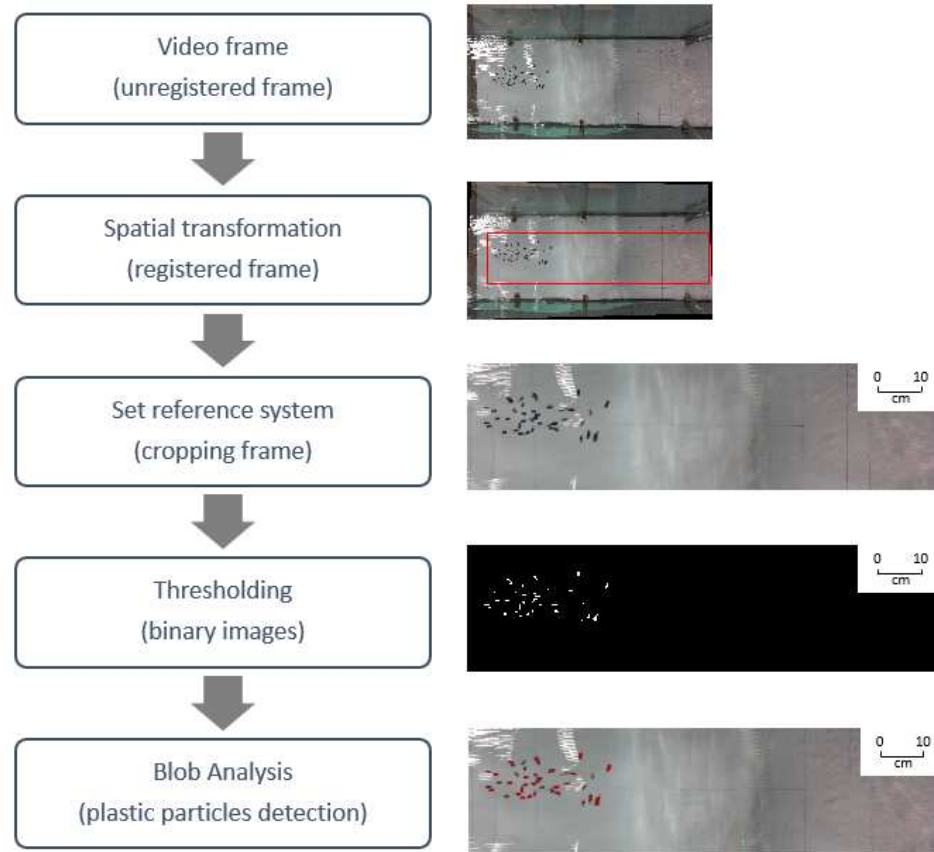 Video frame
(unregistered frame)
Spatial transformation
(registered frame)
Set reference system
(cropping frame)
0 10
cm
Thresholding
(binary images)
0 10
cm
Blob Analysis
(plastic particles detection)
0 10
cm